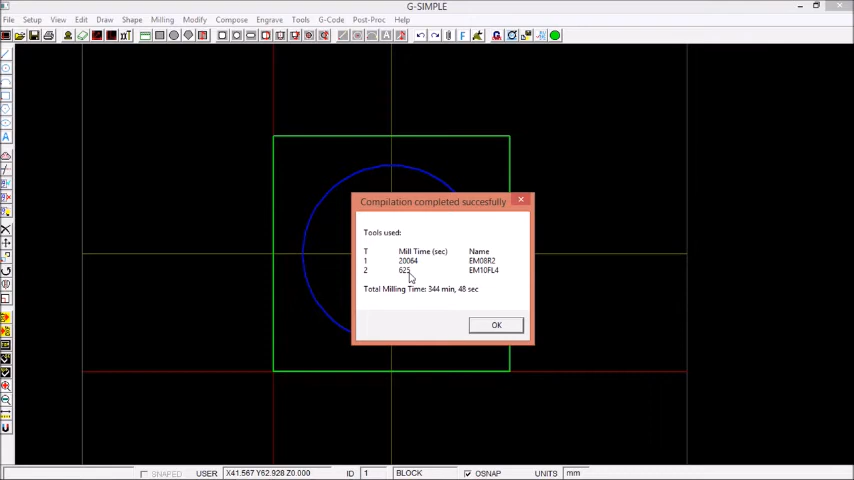 G-SIMPLE
File Setup View Edit Draw Shape Milling Modify Compose Engrave Tools G-Code Post-Proc Help
Compilation completed succesfully
Tools used:
T Mill Time (sec) Name
1 20064 EM08R2
2 625 EM10FL4
Total Milling Time: 344 min, 48 sec
OK
SNAPED USER X41.567 Y62.928 Z0.000 ID 1 BLOCK OSNAP UNITS mm